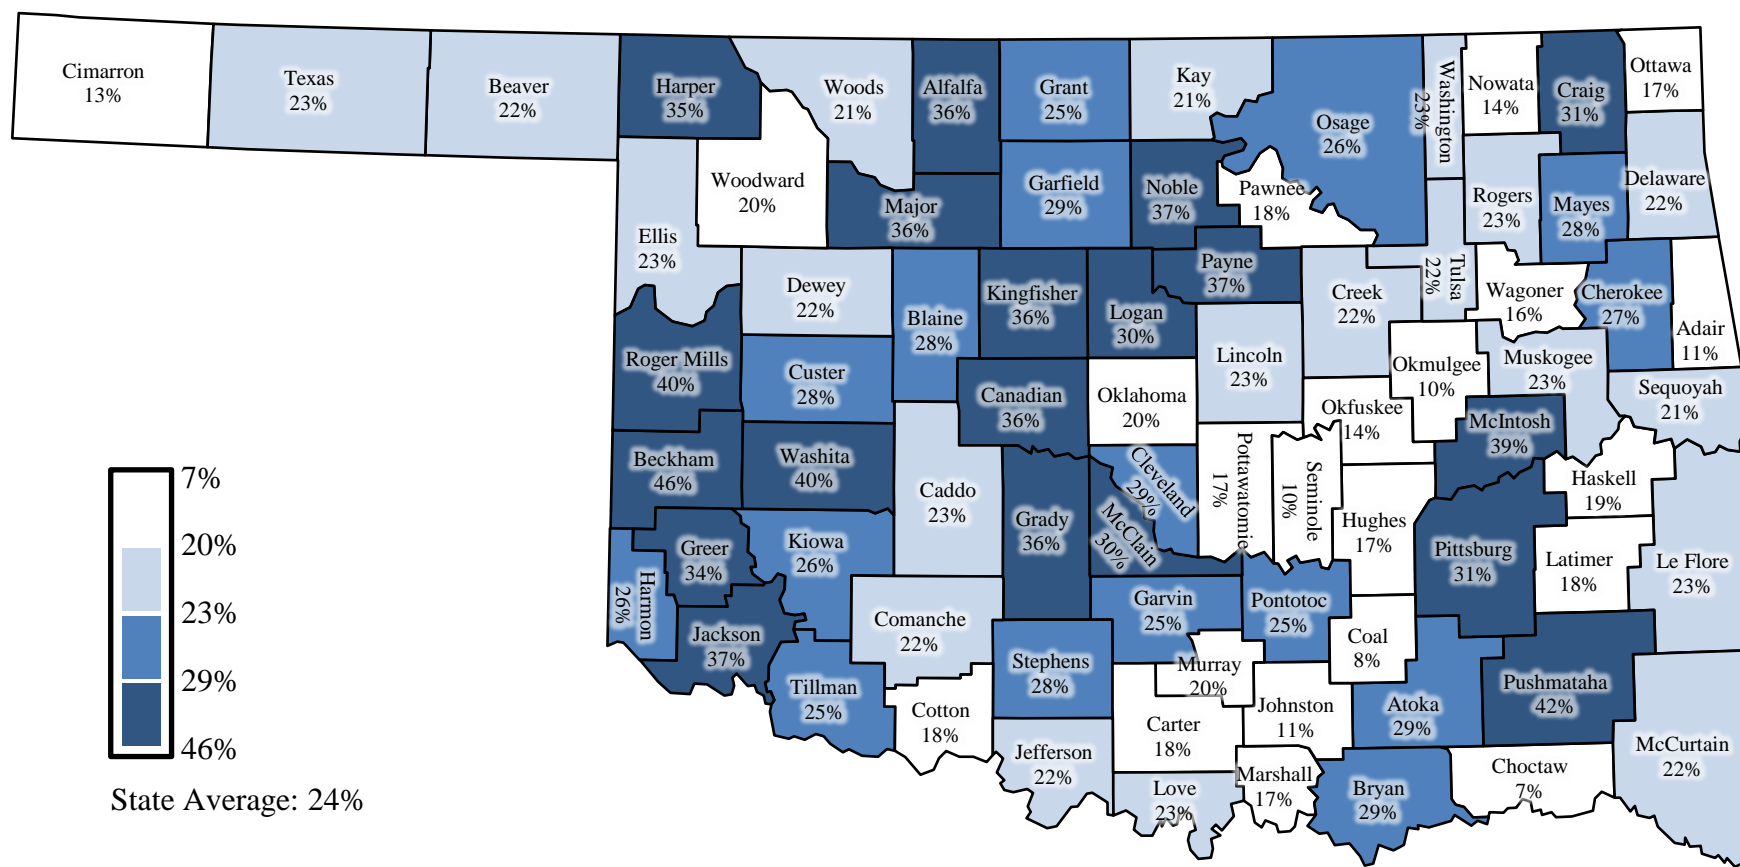 Cimarron
13%
Texas
23%
Beaver
22%
Harper
35%
Woods
21%
Alfalfa
36%
Grant
25%
Kay
21%
Osage
26%
Washington
23%
Nowata
14%
Craig
31%
Ottawa
17%
Woodward
20%
Major
36%
Garfield
29%
Noble
37%
Pawnee
18%
Rogers
23%
Mayes
28%
Delaware
22%
Ellis
23%
Dewey
22%
Blaine
28%
Kingfisher
36%
Logan
30%
Payne
37%
Creek
22%
Tulsa
22%
Wagoner
16%
Cherokee
27%
Adair
11%
Roger Mills
40%
Custer
28%
Canadian
36%
Oklahoma
20%
Lincoln
23%
Okmulgee
10%
Muskogee
23%
Sequoyah
21%
Okfuskee
14%
McIntosh
39%
Beckham
46%
Washita
40%
Caddo
23%
Grady
36%
Cleveland
29%
McClain
30%
Pottawatomie
17%
Seminole
10%
Hughes
17%
Haskell
19%
Pittsburg
31%
Latimer
18%
Le Flore
23%
Greer
34%
Kiowa
26%
Harmon
26%
Jackson
37%
Comanche
22%
Garvin
25%
Pontotoc
25%
Coal
8%
Stephens
28%
Murray
20%
Tillman
25%
Cotton
18%
Carter
18%
Johnston
11%
Atoka
29%
Pushmataha
42%
McCurtain
22%
Jefferson
22%
Love
23%
Marshall
17%
Bryan
29%
Choctaw
7%
7%
20%
23%
29%
46%
State Average: 24%